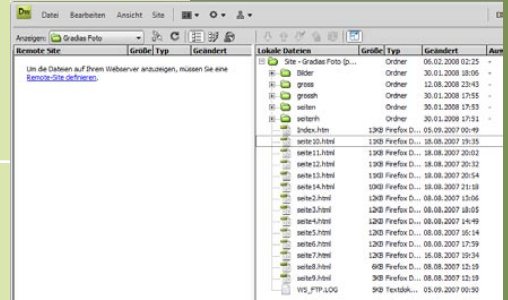 Dw Datei Bearbeiten Ansicht Site
Anzeigen: Gradias Foto
Remote Site Größe Typ Geändert
Um die Dateien auf Ihrem Webserver anzuzeigen, müssen Sie eine
Remote-Site definieren.
Lokale Dateien Größe Typ Geändert Aus
Site - Gradias Foto (p... Ordner 06.02.2008 02:25 -
Bilder Ordner 30.01.2008 18:06 -
gross Ordner 12.08.2008 23:43 -
grossh Ordner 30.01.2008 17:55 -
seiten Ordner 30.01.2008 17:53 -
seitenh Ordner 30.01.2008 17:51 -
Index.htm 13KB Firefox D... 05.09.2007 00:49
seite10.html 11KB Firefox D... 18.08.2007 19:35
seite11.html 11KB Firefox D... 18.08.2007 20:02
seite12.html 11KB Firefox D... 18.08.2007 20:32
seite13.html 12KB Firefox D... 18.08.2007 20:54
seite14.html 10KB Firefox D... 18.08.2007 21:18
seite2.html 12KB Firefox D... 08.08.2007 13:06
seite3.html 12KB Firefox D... 08.08.2007 18:05
seite4.html 12KB Firefox D... 08.08.2007 14:49
seite5.html 12KB Firefox D... 08.08.2007 16:14
seite6.html 12KB Firefox D... 08.08.2007 17:59
seite7.html 12KB Firefox D... 16.08.2007 19:34
seite8.html 6KB Firefox D... 08.08.2007 12:19
seite9.html 3KB Firefox D... 08.08.2007 12:19
WS_FTP.LOG 5KB Textdok... 05.09.2007 00:50